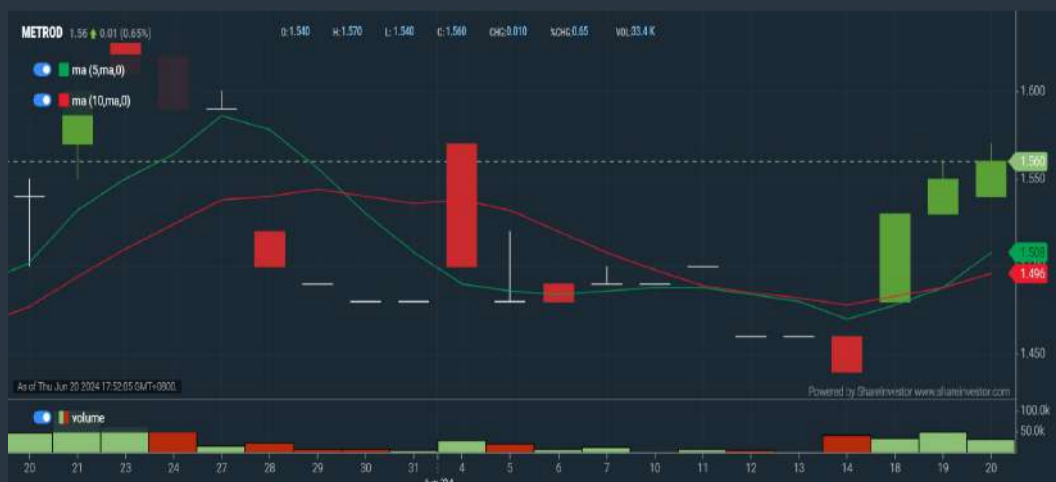 METROD 1.56 0.01 (0.65%) O:1.540 H:1.570 L: 1.540 C: 1.560 CHG:0.010 %CHG:0.65 VOL:33.4 K
ma (5,ma,0)
ma (10,ma,0)
1.600
1.560
1.550
1.508
1.496
1.450
As of Thu Jun 20 2024 17:52:05 GMT+0800.
Powered by ShareInvestor www.shareinvestor.com
volume
100.0k
50.0k
20 21 23 24 27 28 29 30 31 4 5 6 7 10 11 12 13 14 18 19 20